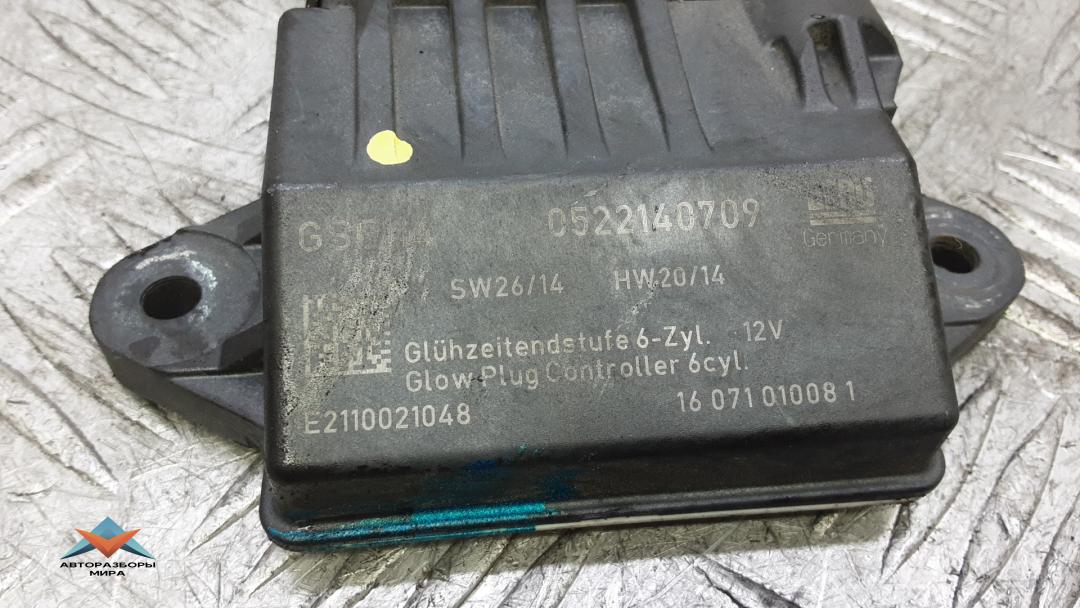 0522140709
BERU
Germany
SW26/14 HW20/14
Glühzeitendstufe 6-Zyl. 12V
Glow Plug Controller 6cyl.
E2110021048 16 071 01008 1
АВТОРАЗБОРЫ
МИРА